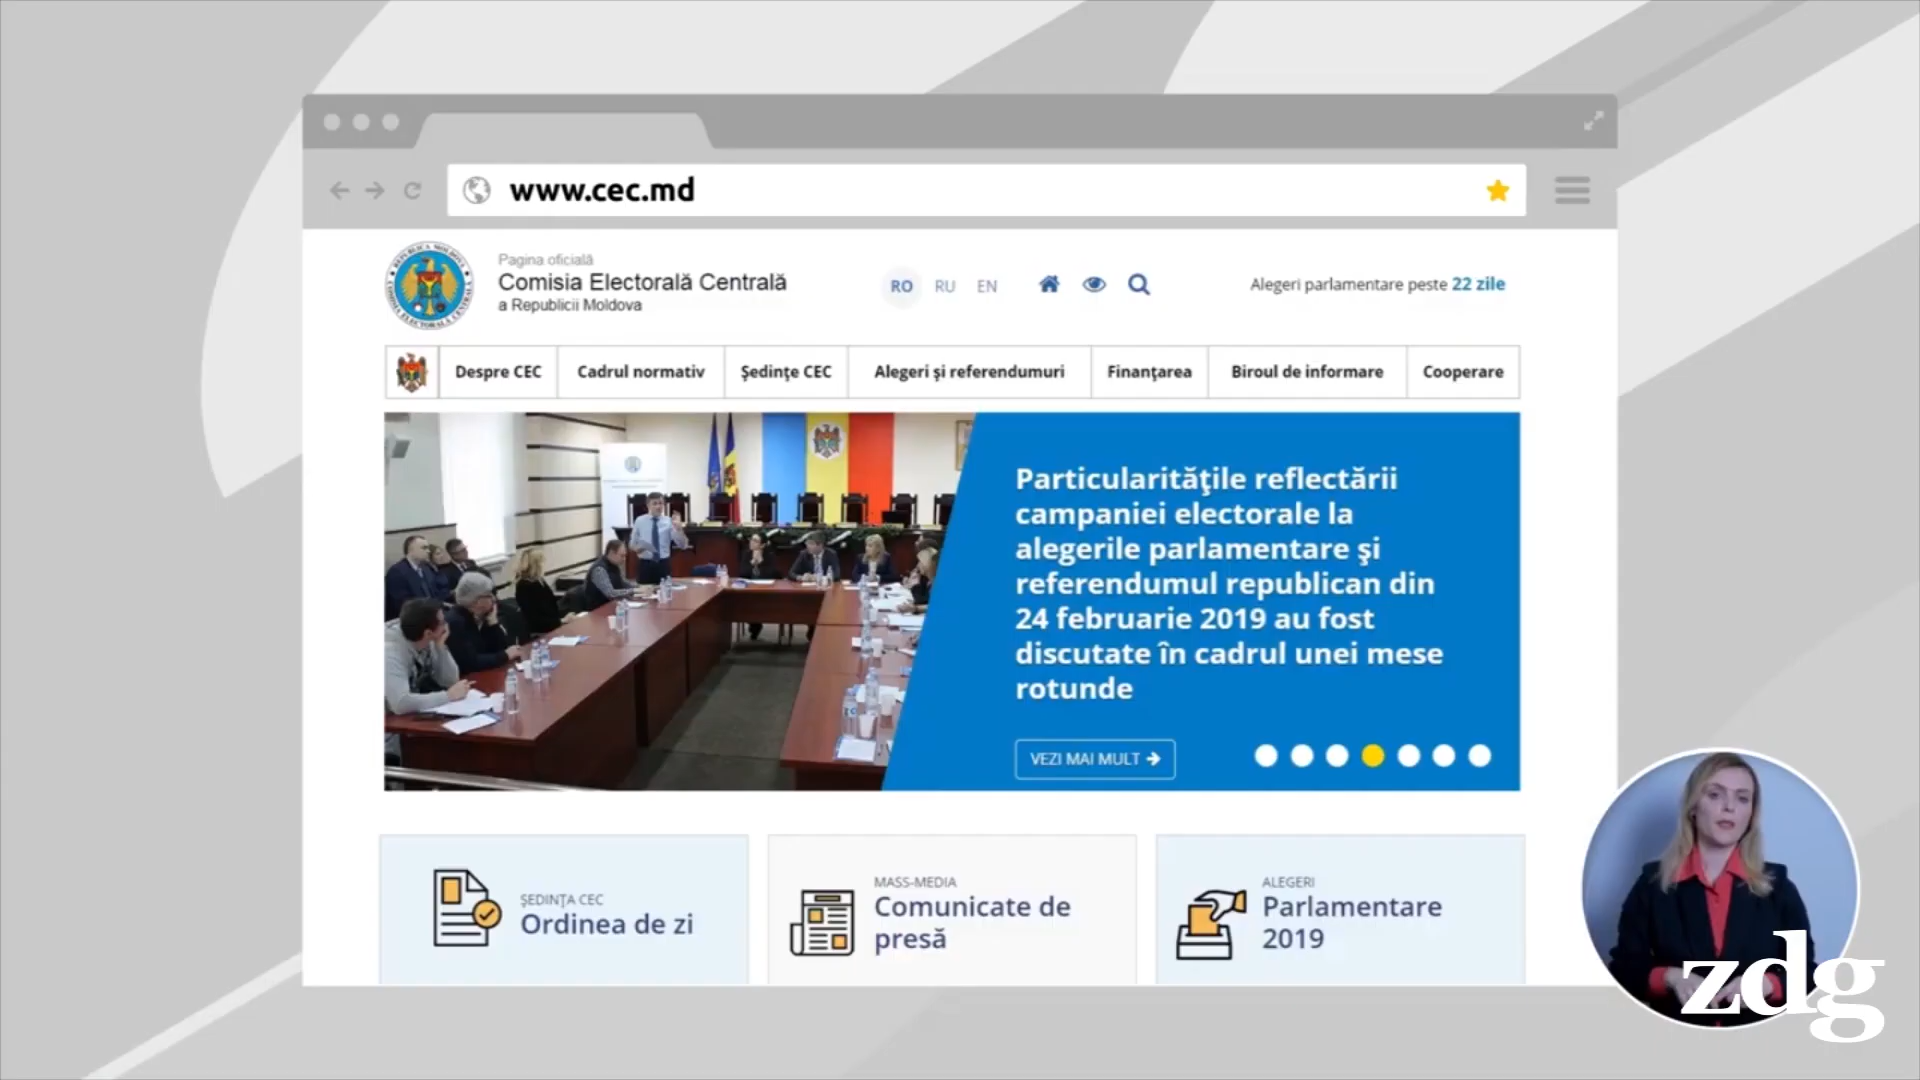 www.cec.md
Pagina oficială
Comisia Electorală Centrală
a Republicii Moldova
RO RU EN
Alegeri parlamentare peste 22 zile
Despre CEC
Cadrul normativ
Şedinţe CEC
Alegeri şi referendumuri
Finanţarea
Biroul de informare
Cooperare
Particularităţile reflectării
campaniei electorale la
alegerile parlamentare şi
referendumul republican din
24 februarie 2019 au fost
discutate în cadrul unei mese
rotunde
VEZI MAI MULT
ŞEDINŢA CEC
Ordinea de zi
MASS-MEDIA
Comunicate de
presă
ALEGERI
Parlamentare
2019
zdg